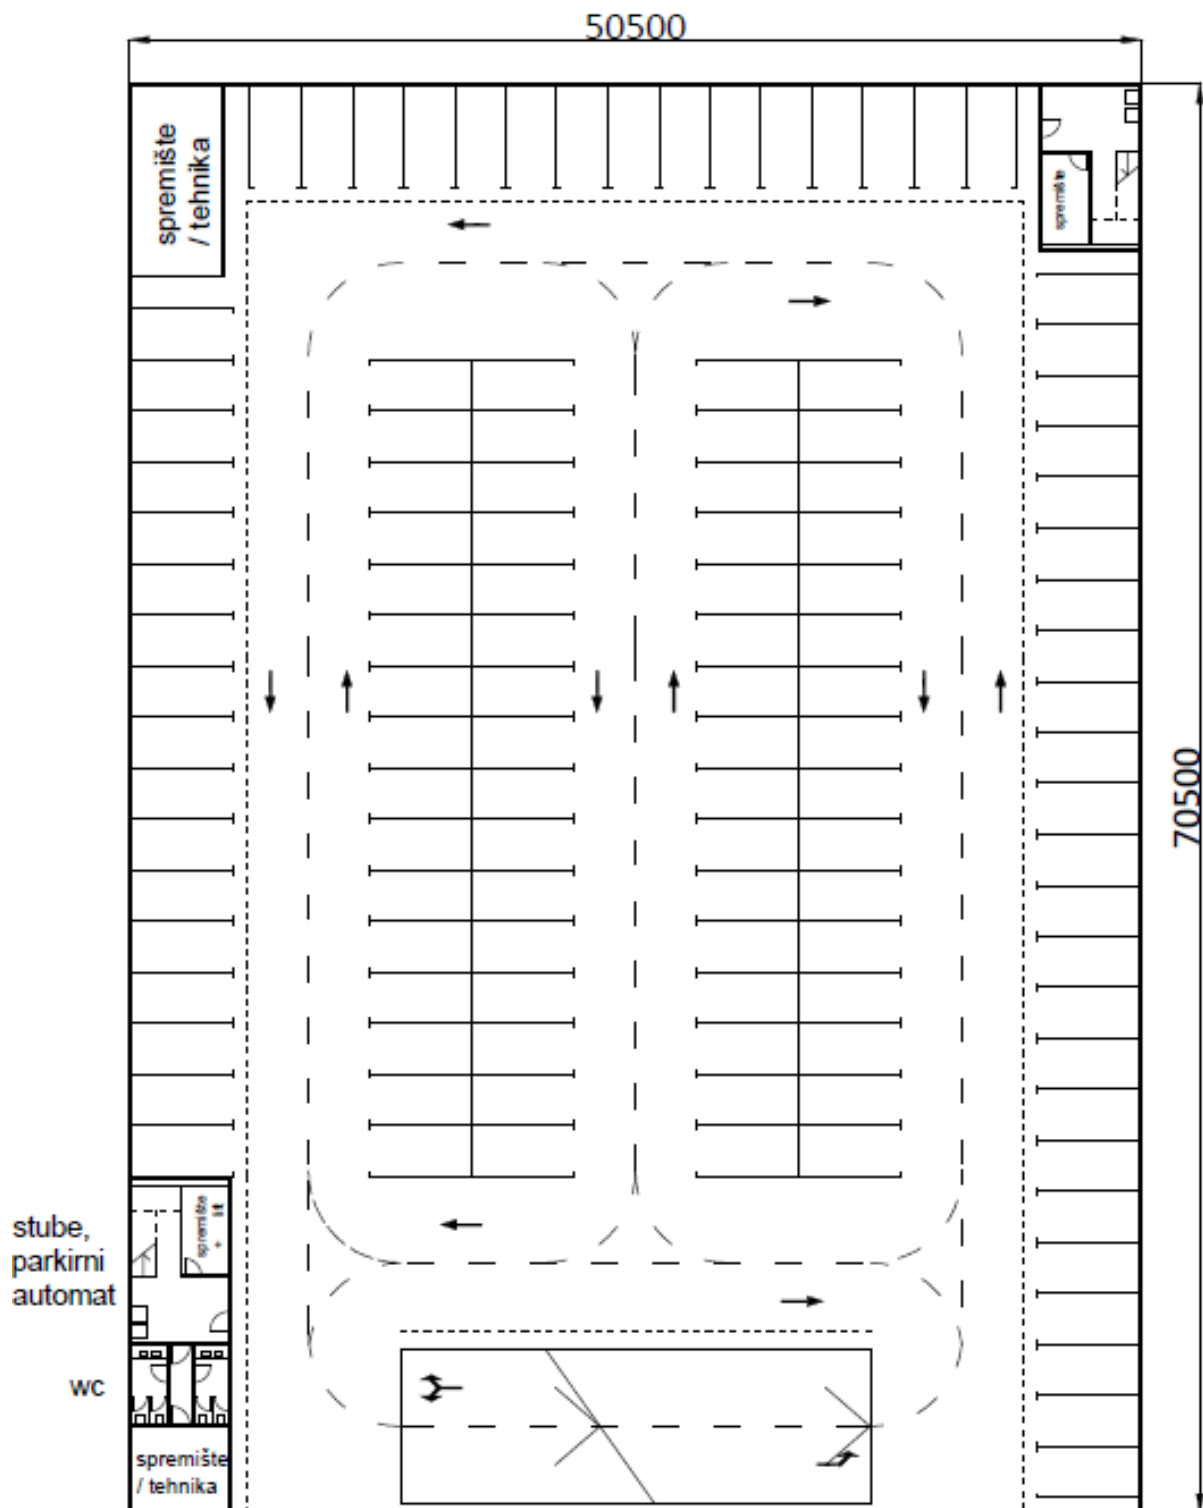 50500
spremište
/ tehnika
spremište
70500
stube,
parkirni
automat
spremište
+ lift
wc
spremište
/ tehnika